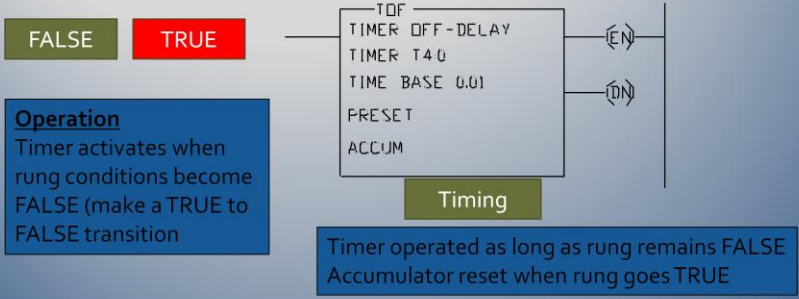 FALSE
TRUE
TOF
TIMER OFF-DELAY
TIMER T4:0
TIME BASE 0.01
PRESET
ACCUM
EN
DN
Operation
Timer activates when
rung conditions become
FALSE (make a TRUE to
FALSE transition
Timing
Timer operated as long as rung remains FALSE
Accumulator reset when rung goes TRUE